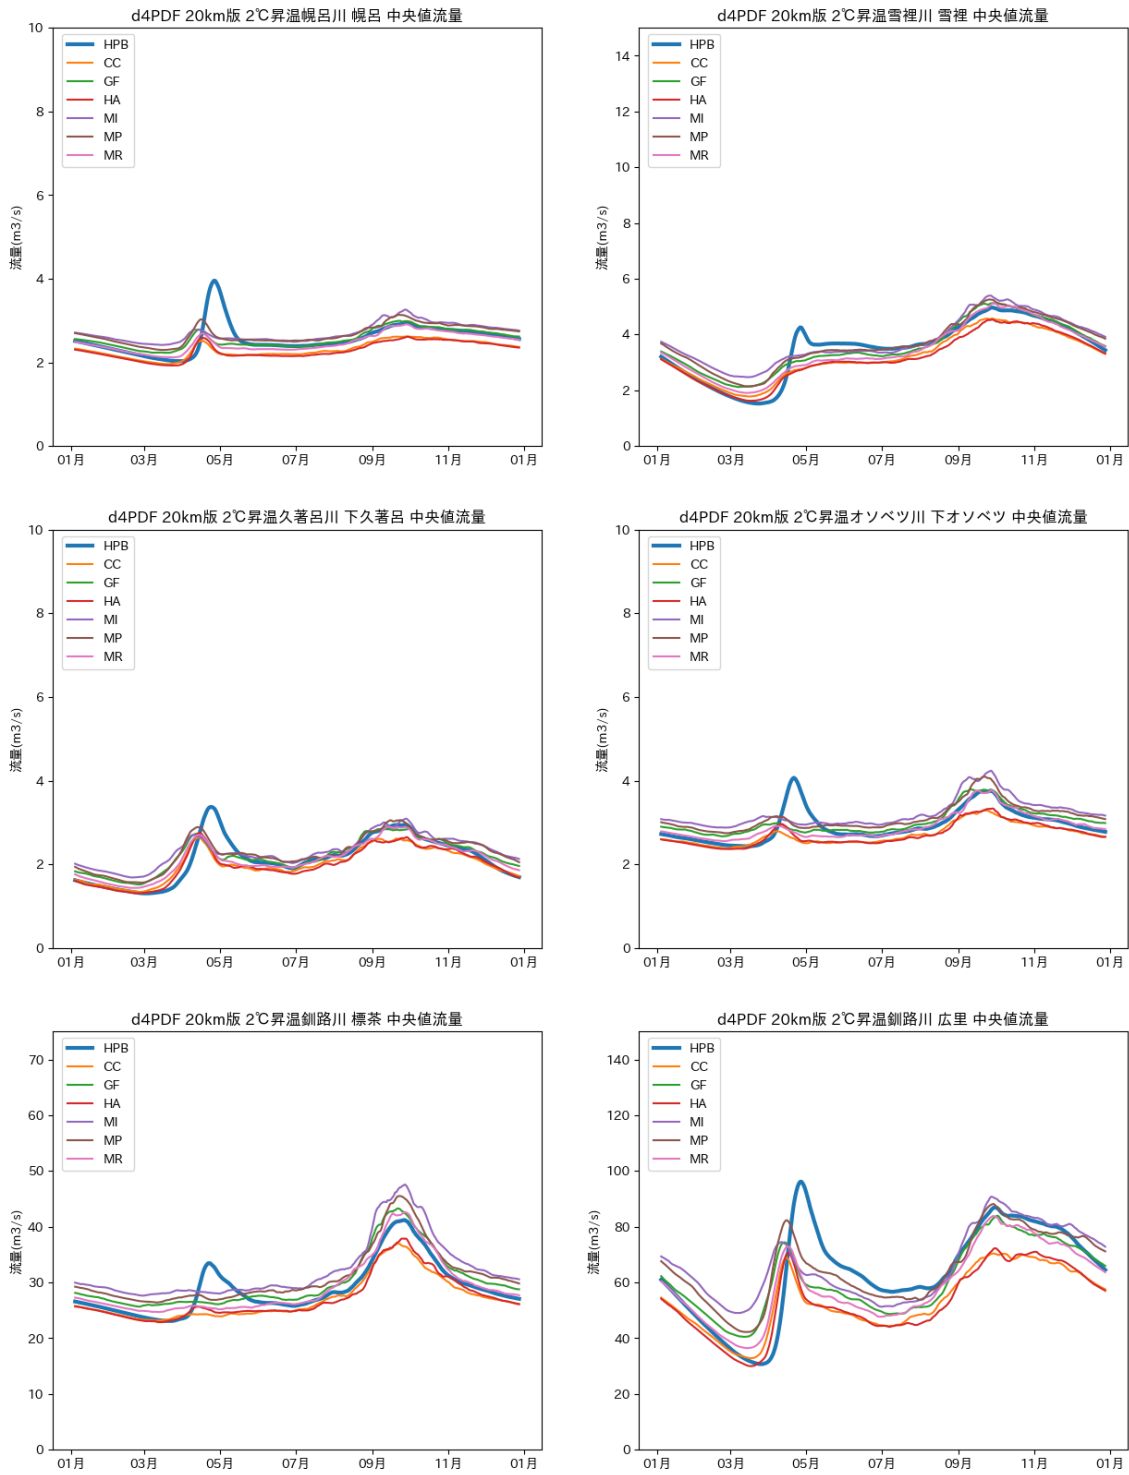 d4PDF 20km版 2℃昇温幌呂川 幌呂 中央値流量
10
8
6
4
2
0
流量(m3/s)
HPB
CC
GF
HA
MI
MP
MR
01月 03月 05月 07月 09月 11月 01月
d4PDF 20km版 2℃昇温雪裡川 雪裡 中央値流量
14
12
10
8
6
4
2
0
流量(m3/s)
HPB
CC
GF
HA
MI
MP
MR
01月 03月 05月 07月 09月 11月 01月
d4PDF 20km版 2℃昇温久著呂川 下久著呂 中央値流量
10
8
6
4
2
0
流量(m3/s)
HPB
CC
GF
HA
MI
MP
MR
01月 03月 05月 07月 09月 11月 01月
d4PDF 20km版 2℃昇温オソベツ川 下オソベツ 中央値流量
10
8
6
4
2
0
流量(m3/s)
HPB
CC
GF
HA
MI
MP
MR
01月 03月 05月 07月 09月 11月 01月
d4PDF 20km版 2℃昇温釧路川 標茶 中央値流量
70
60
50
40
30
20
10
0
流量(m3/s)
HPB
CC
GF
HA
MI
MP
MR
01月 03月 05月 07月 09月 11月 01月
d4PDF 20km版 2℃昇温釧路川 広里 中央値流量
140
120
100
80
60
40
20
0
流量(m3/s)
HPB
CC
GF
HA
MI
MP
MR
01月 03月 05月 07月 09月 11月 01月